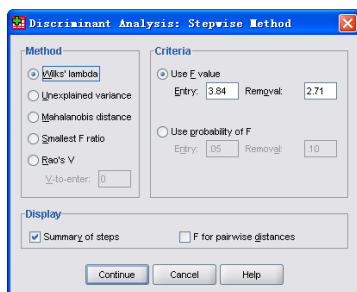 Discriminant Analysis: Stepwise Method
Method
Wilks' lambda
Unexplained variance
Mahalanobis distance
Smallest F ratio
Rao's V
V-to-enter: 0
Criteria
Use F value
Entry: 3.84 Removal: 2.71
Use probability of F
Entry: .05 Removal: .10
Display
Summary of steps
F for pairwise distances
Continue
Cancel
Help